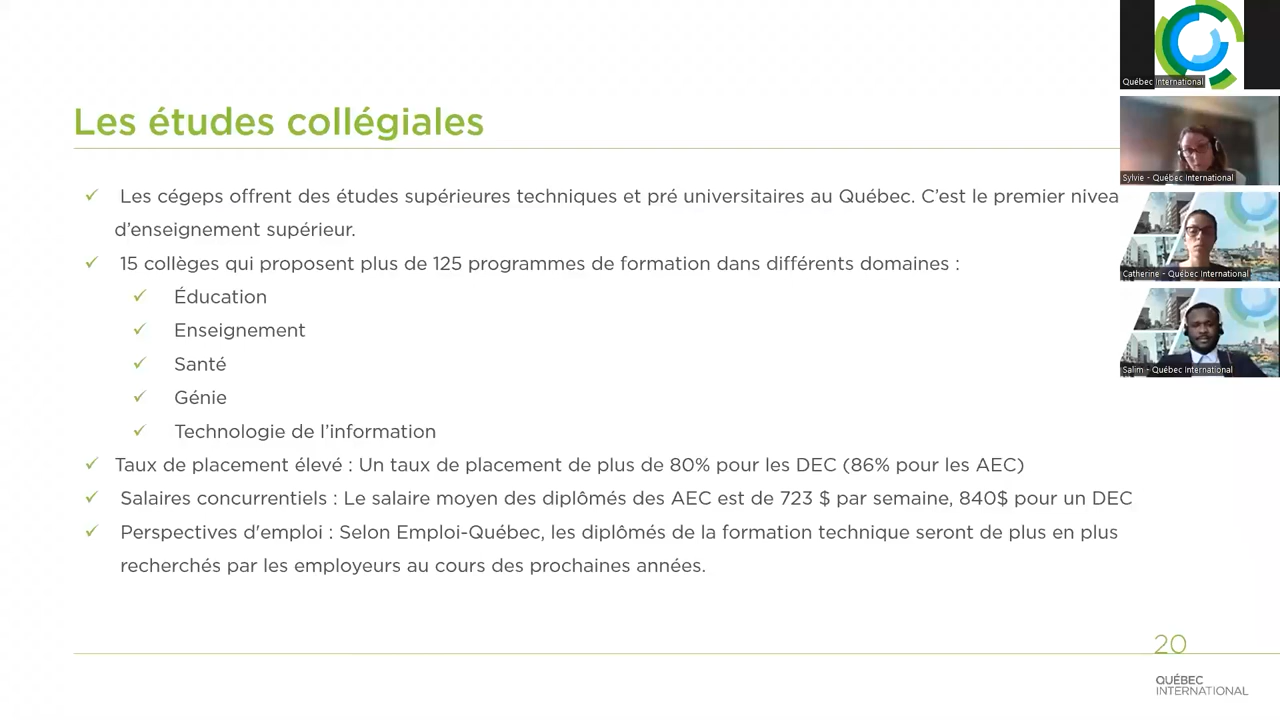 Les études collégiales
Les cégeps offrent des études supérieures techniques et pré universitaires au Québec. C’est le premier nivea
d’enseignement supérieur.
15 collèges qui proposent plus de 125 programmes de formation dans différents domaines :
Éducation
Enseignement
Santé
Génie
Technologie de l’information
Taux de placement élevé : Un taux de placement de plus de 80% pour les DEC (86% pour les AEC)
Salaires concurrentiels : Le salaire moyen des diplômés des AEC est de 723 $ par semaine, 840$ pour un DEC
Perspectives d'emploi : Selon Emploi-Québec, les diplômés de la formation technique seront de plus en plus
recherchés par les employeurs au cours des prochaines années.
20
QUÉBEC
INTERNATIONAL
Québec International
Sylvie - Québec International
Catherine - Québec International
Salim - Québec International